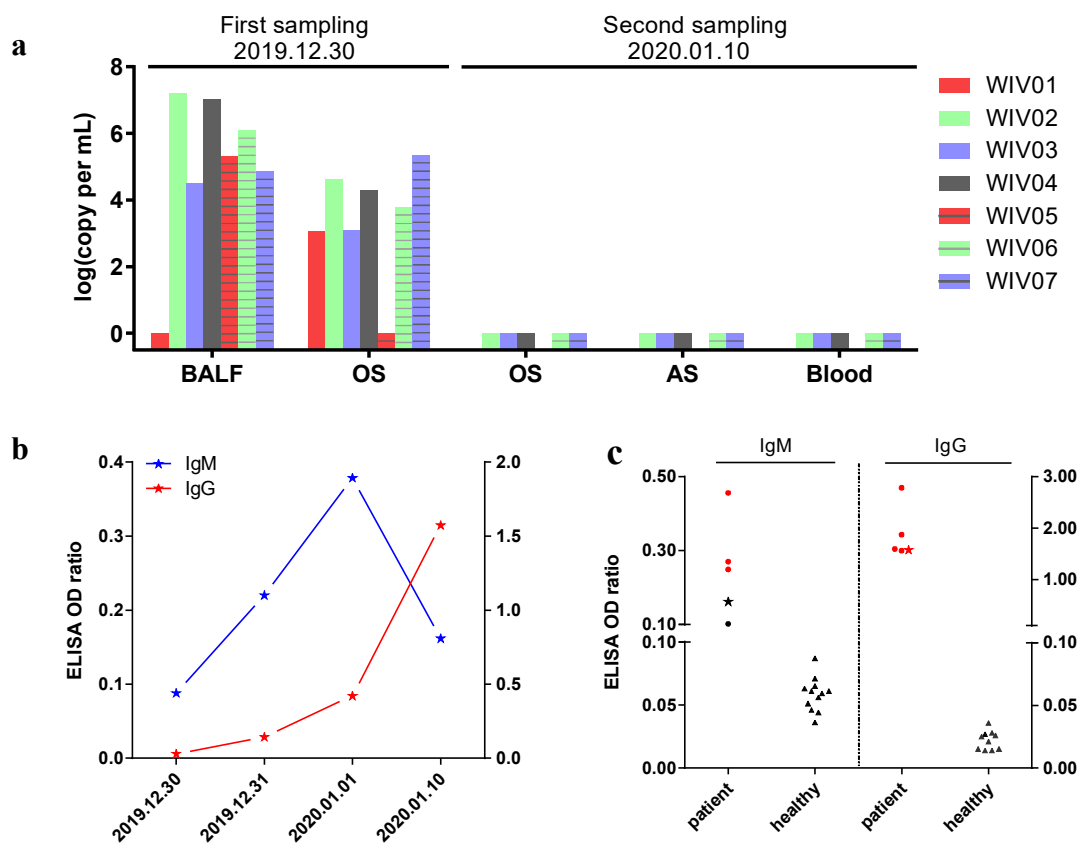 a
First sampling
2019.12.30
Second sampling
2020.01.10
log(copy per mL)
8
6
4
2
0
BALF
OS
OS
AS
Blood
WIV01
WIV02
WIV03
WIV04
WIV05
WIV06
WIV07
b
IgM
IgG
ELISA OD ratio
0.4
0.3
0.2
0.1
0.0
2.0
1.5
1.0
0.5
0.0
2019.12.30
2019.12.31
2020.01.01
2020.01.10
c
IgM
IgG
ELISA OD ratio
0.50
0.30
0.10
0.10
0.05
0.00
3.00
2.00
1.00
0.10
0.05
0.00
patient
healthy
patient
healthy